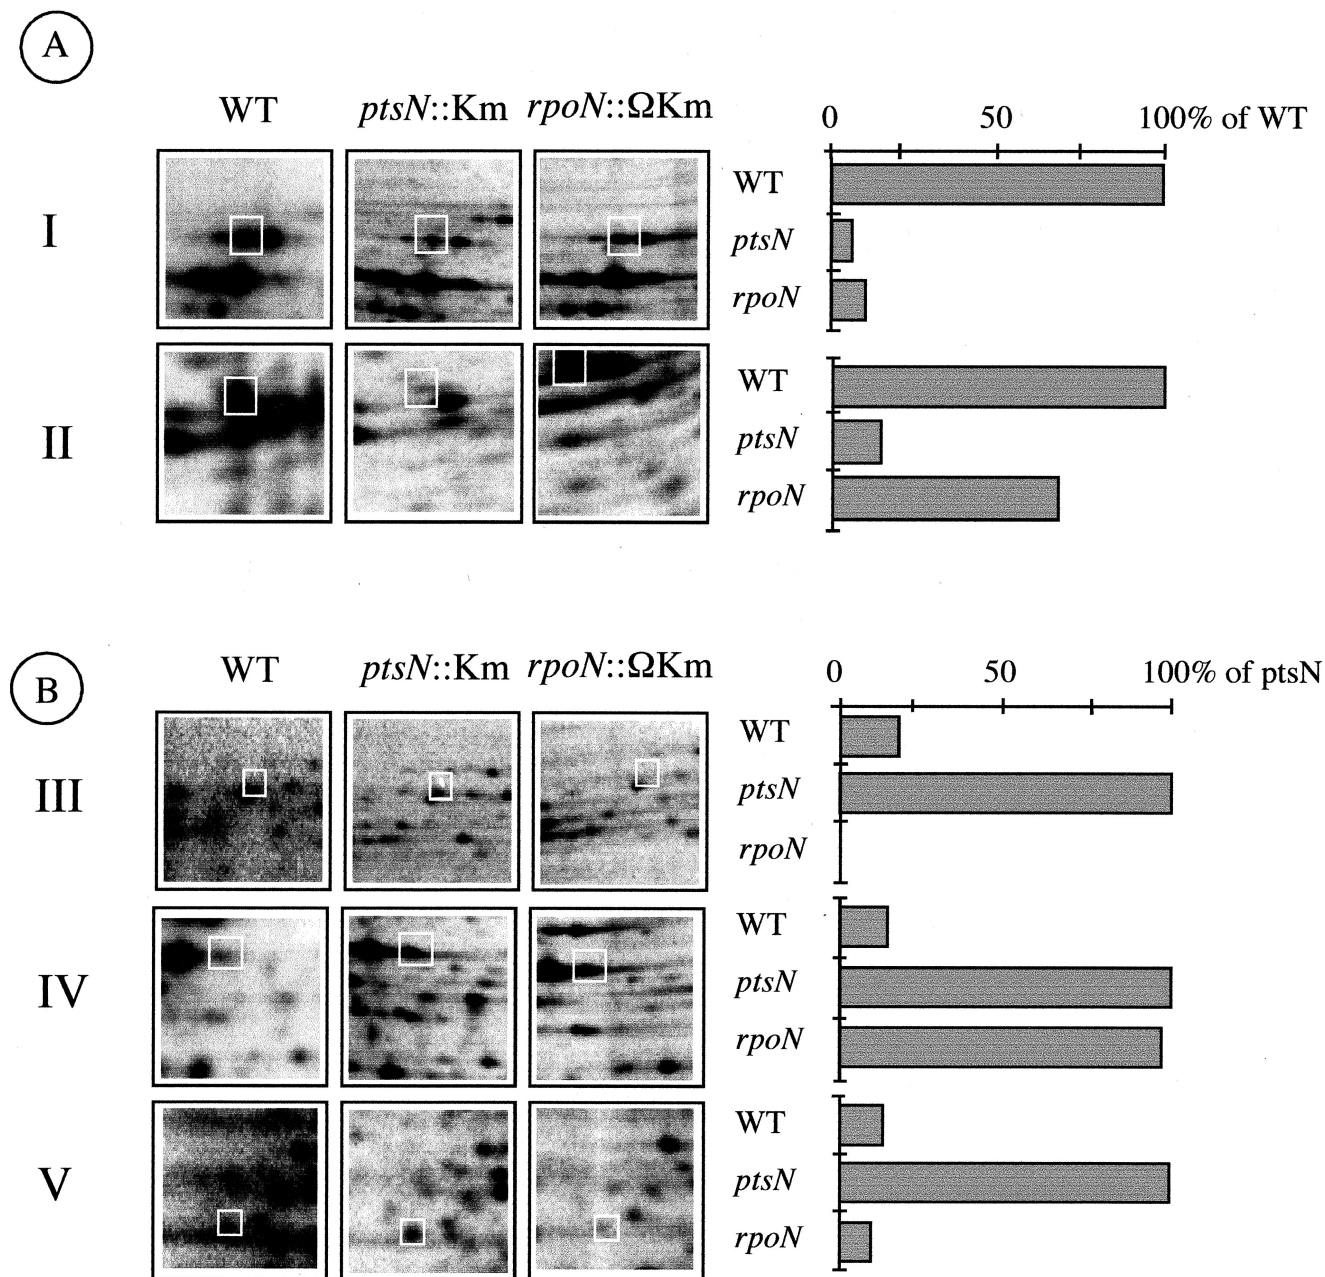 A
WT ptsN::Km rpoN::ΩKm
0 50 100% of WT
I
WT
ptsN
rpoN
II
WT
ptsN
rpoN
B
WT ptsN::Km rpoN::ΩKm
0 50 100% of ptsN
III
WT
ptsN
rpoN
IV
WT
ptsN
rpoN
V
WT
ptsN
rpoN